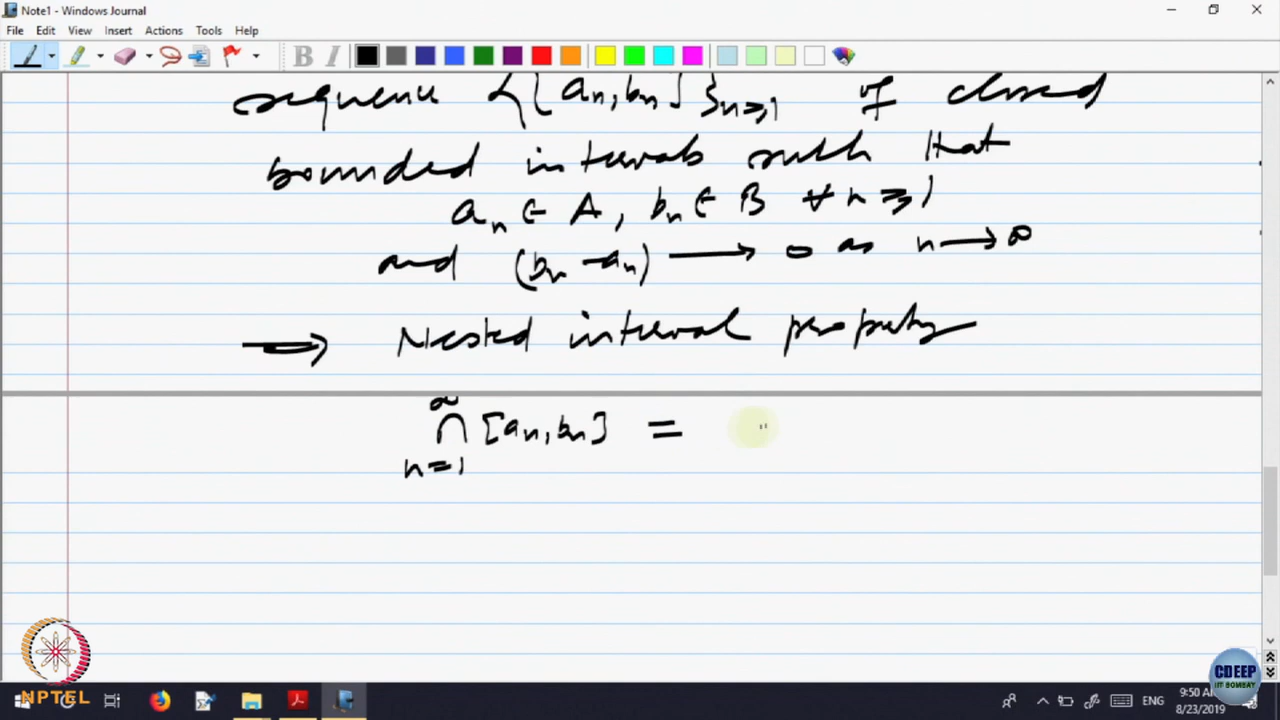 Note1 - Windows Journal
File Edit View Insert Actions Tools Help
sequence {[an, bn]}n≥1 of closed
bounded intervals such that
an ∈ A, bn ∈ B ∀ n ≥ 1
and (bn - an) → 0 as n → ∞
⇒ Nested interval property
∞
∩ [an, bn] =
n=1
NPTEL
CDEEP
IIT BOMBAY
ENG
9:50 A
8/23/2019